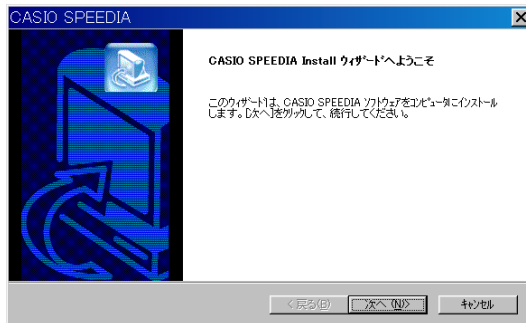 CASIO SPEEDIA
CASIO SPEEDIA Install ウィザードへようこそ
このウィザードは、CASIO SPEEDIA ソフトウェアをコンピュータにインストール
します。[次へ]をクリックして、続行してください。
< 戻る(B)
次へ (N)>
キャンセル